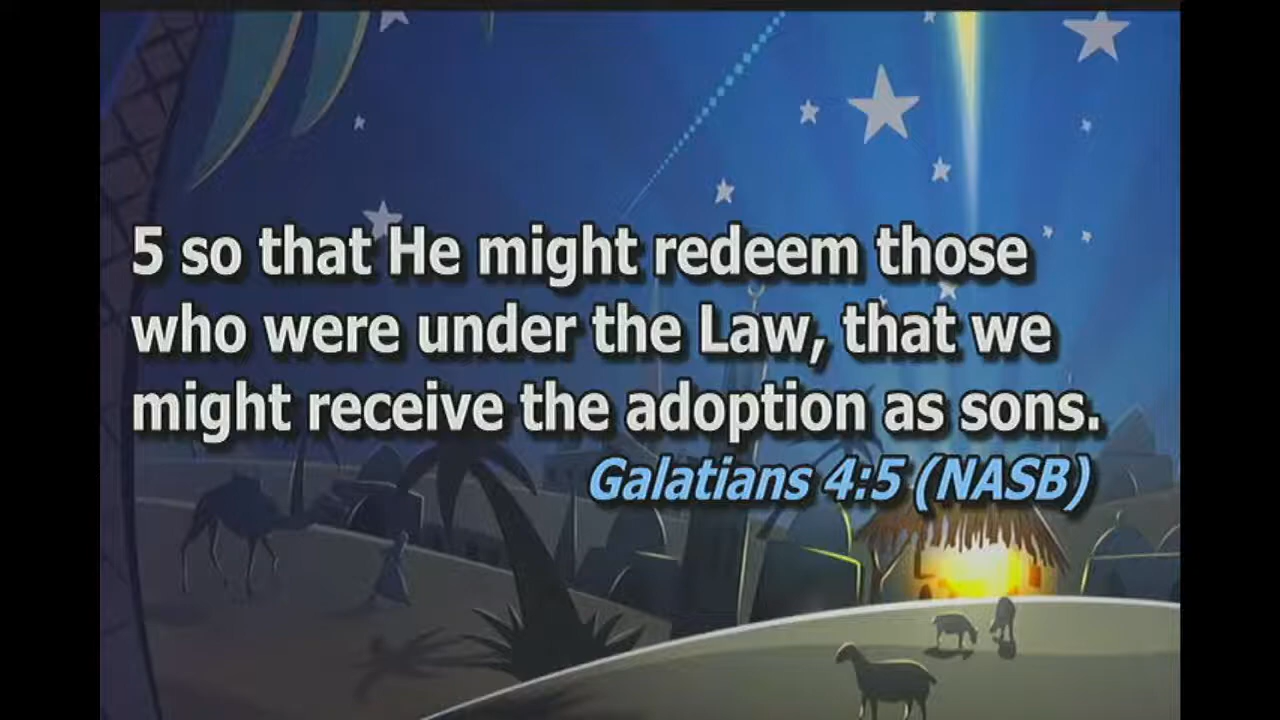 5 so that He might redeem those
who were under the Law, that we
might receive the adoption as sons.
Galatians 4:5 (NASB)